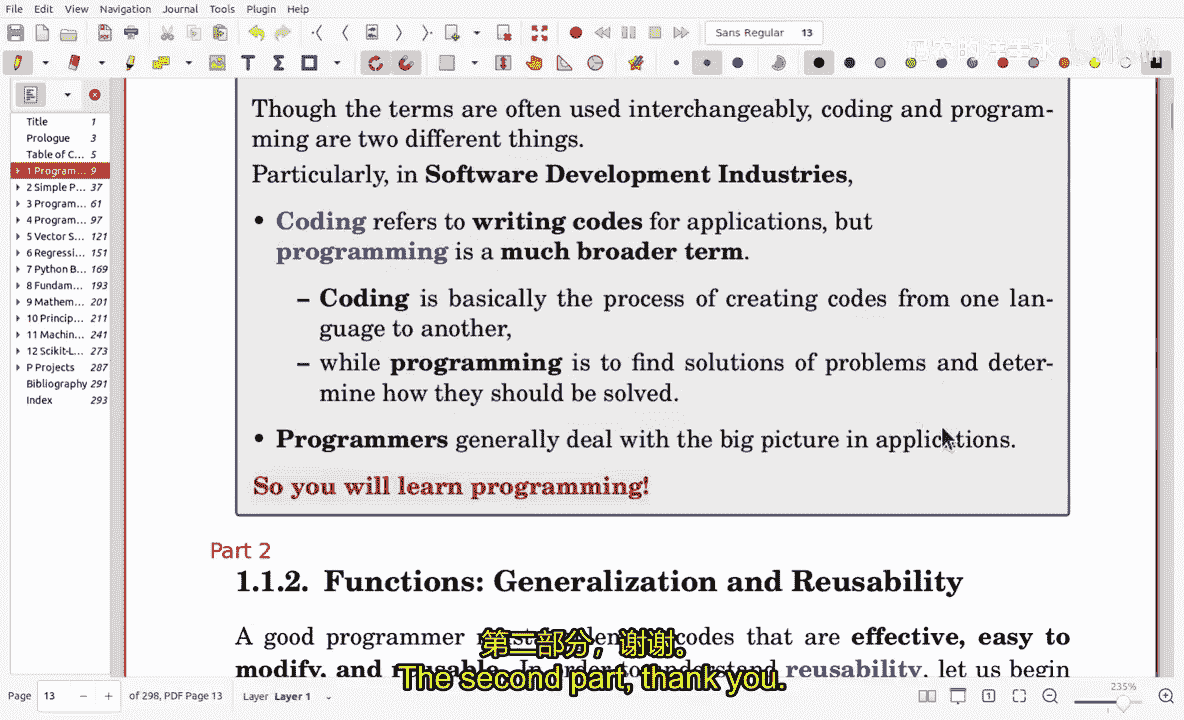 File Edit View Navigation Journal Tools Plugin Help
Sans Regular 13
Title 1
Prologue 3
Table of C... 5
1 Program... 9
2 Simple P... 37
3 Program... 61
4 Program... 97
5 Vector S... 121
6 Regressi... 151
7 Python B... 169
8 Fundam... 193
9 Mathem... 201
10 Princip... 211
11 Machin... 241
12 Scikit-L... 273
P Projects 287
Bibliography 291
Index 293
Though the terms are often used interchangeably, coding and program-
ming are two different things.
Particularly, in Software Development Industries,
• Coding refers to writing codes for applications, but
programming is a much broader term.
– Coding is basically the process of creating codes from one lan-
guage to another,
– while programming is to find solutions of problems and deter-
mine how they should be solved.
• Programmers generally deal with the big picture in applications.
So you will learn programming!
Part 2
1.1.2. Functions: Generalization and Reusability
A good programmer codes that are effective, easy to
modify, and let us begin
第二部分，谢谢。
The second part, thank you.
Page 13 of 298, PDF Page 13 Layer Layer 1
235%